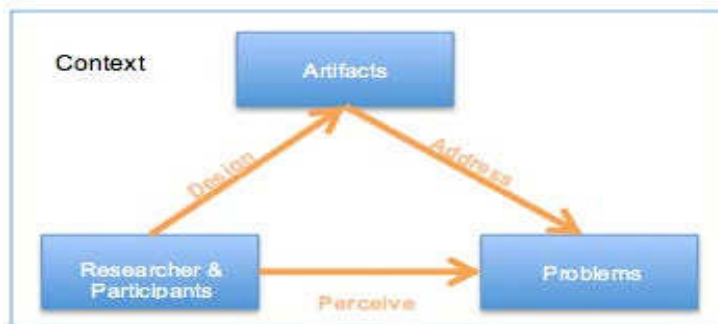 Context
Artifacts
Design
Address
Researcher &
Participants
Problems
Perceive